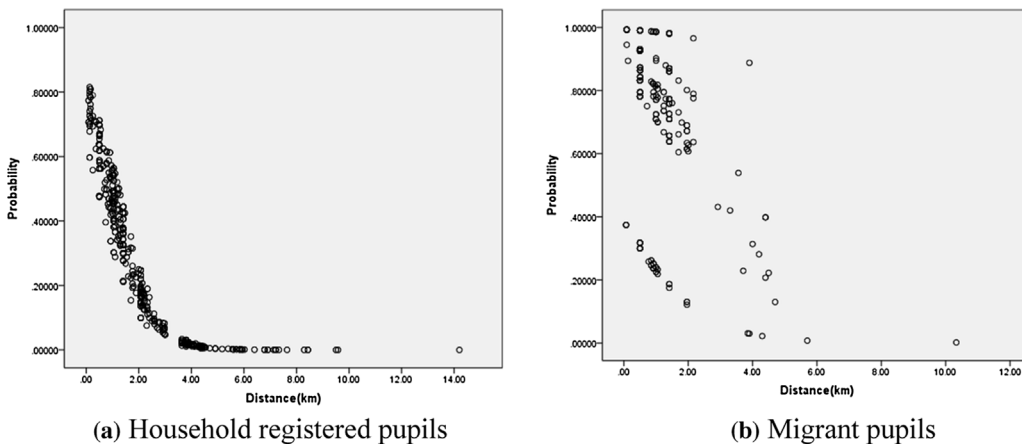 1.00000
.80000
.60000
.40000
.20000
.00000
Probability
.00 2.00 4.00 6.00 8.00 10.00 12.00 14.00
Distance(km)
(a) Household registered pupils
1.00000
.80000
.60000
.40000
.20000
.00000
Probability
.00 2.00 4.00 6.00 8.00 10.00 12.00
Distance(km)
(b) Migrant pupils